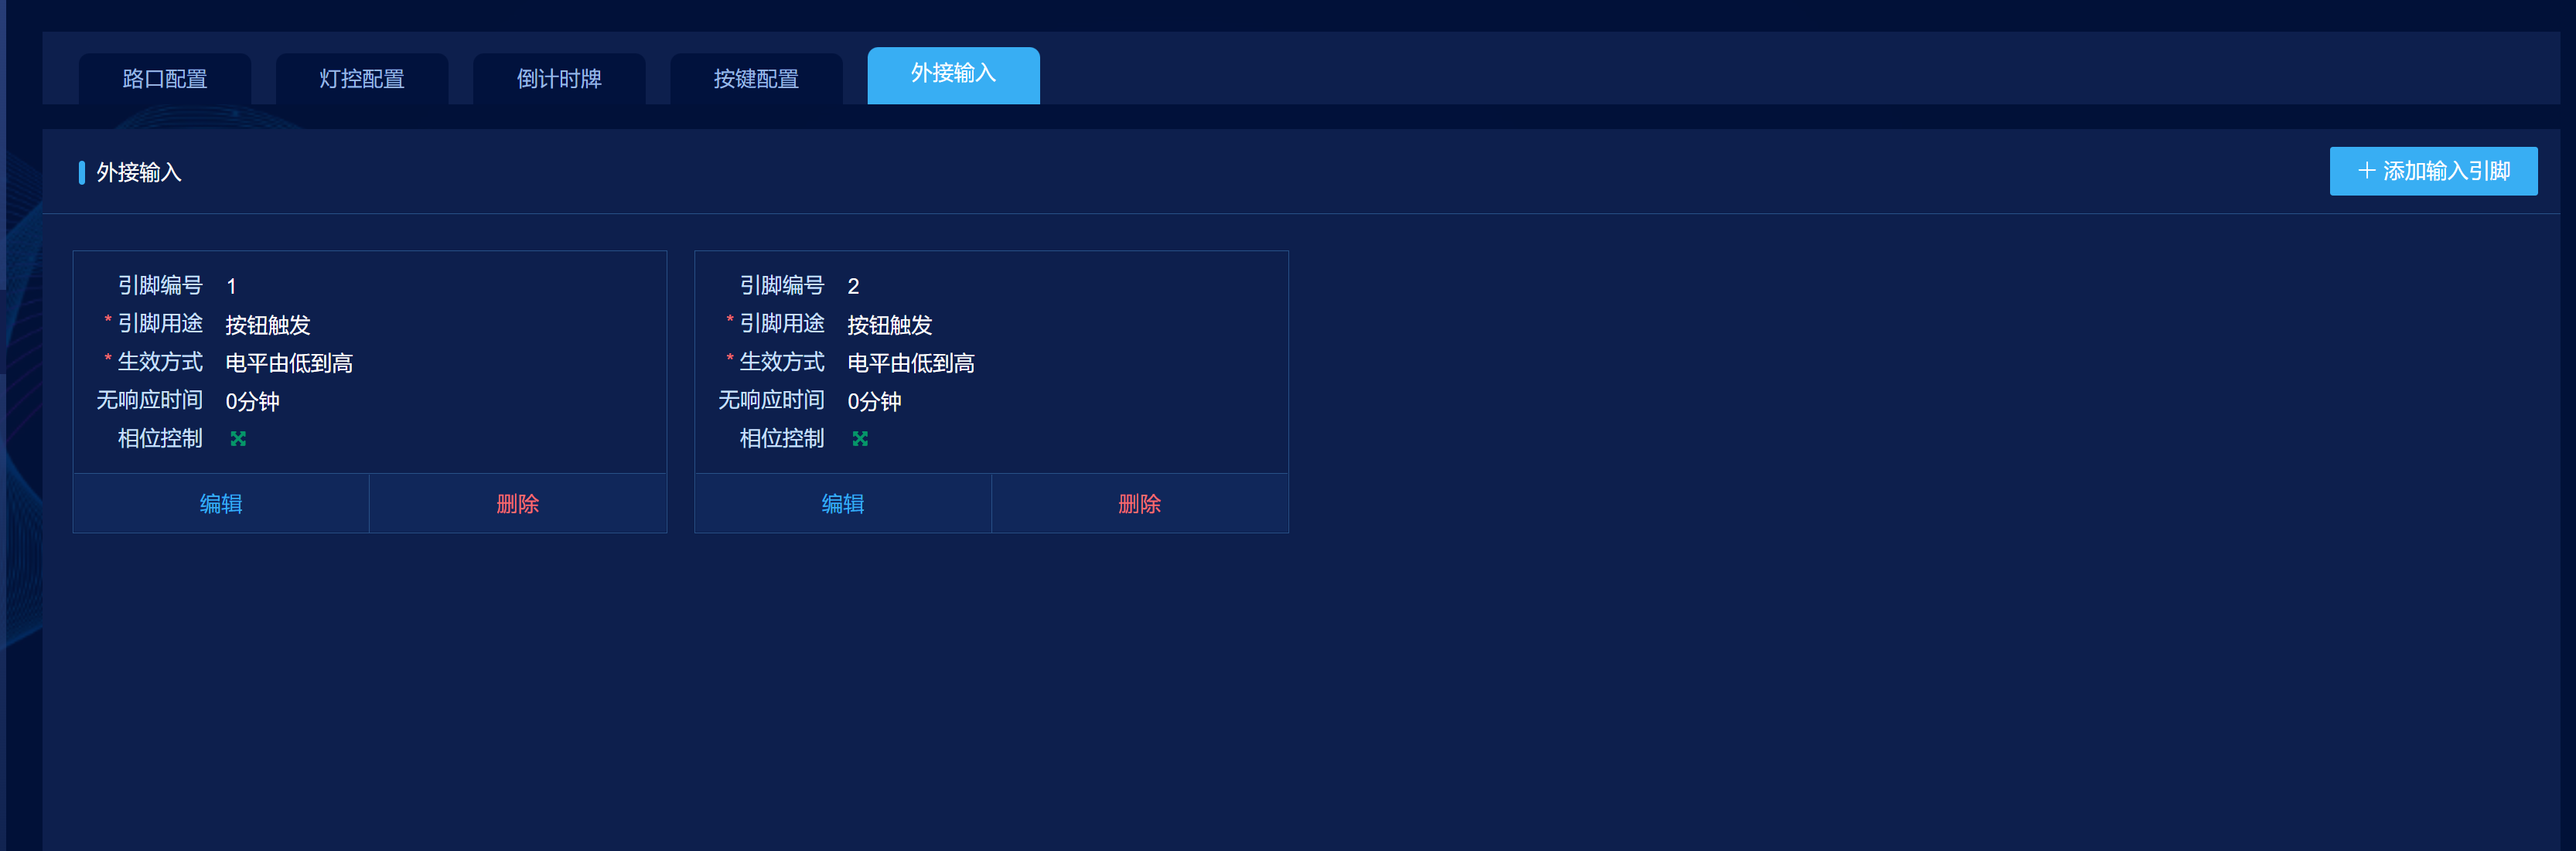 路口配置 灯控配置 倒计时牌 按键配置 外接输入
外接输入
添加输入引脚
引脚编号 1
* 引脚用途 按钮触发
* 生效方式 电平由低到高
无响应时间 0分钟
相位控制
编辑 删除
引脚编号 2
* 引脚用途 按钮触发
* 生效方式 电平由低到高
无响应时间 0分钟
相位控制
编辑 删除